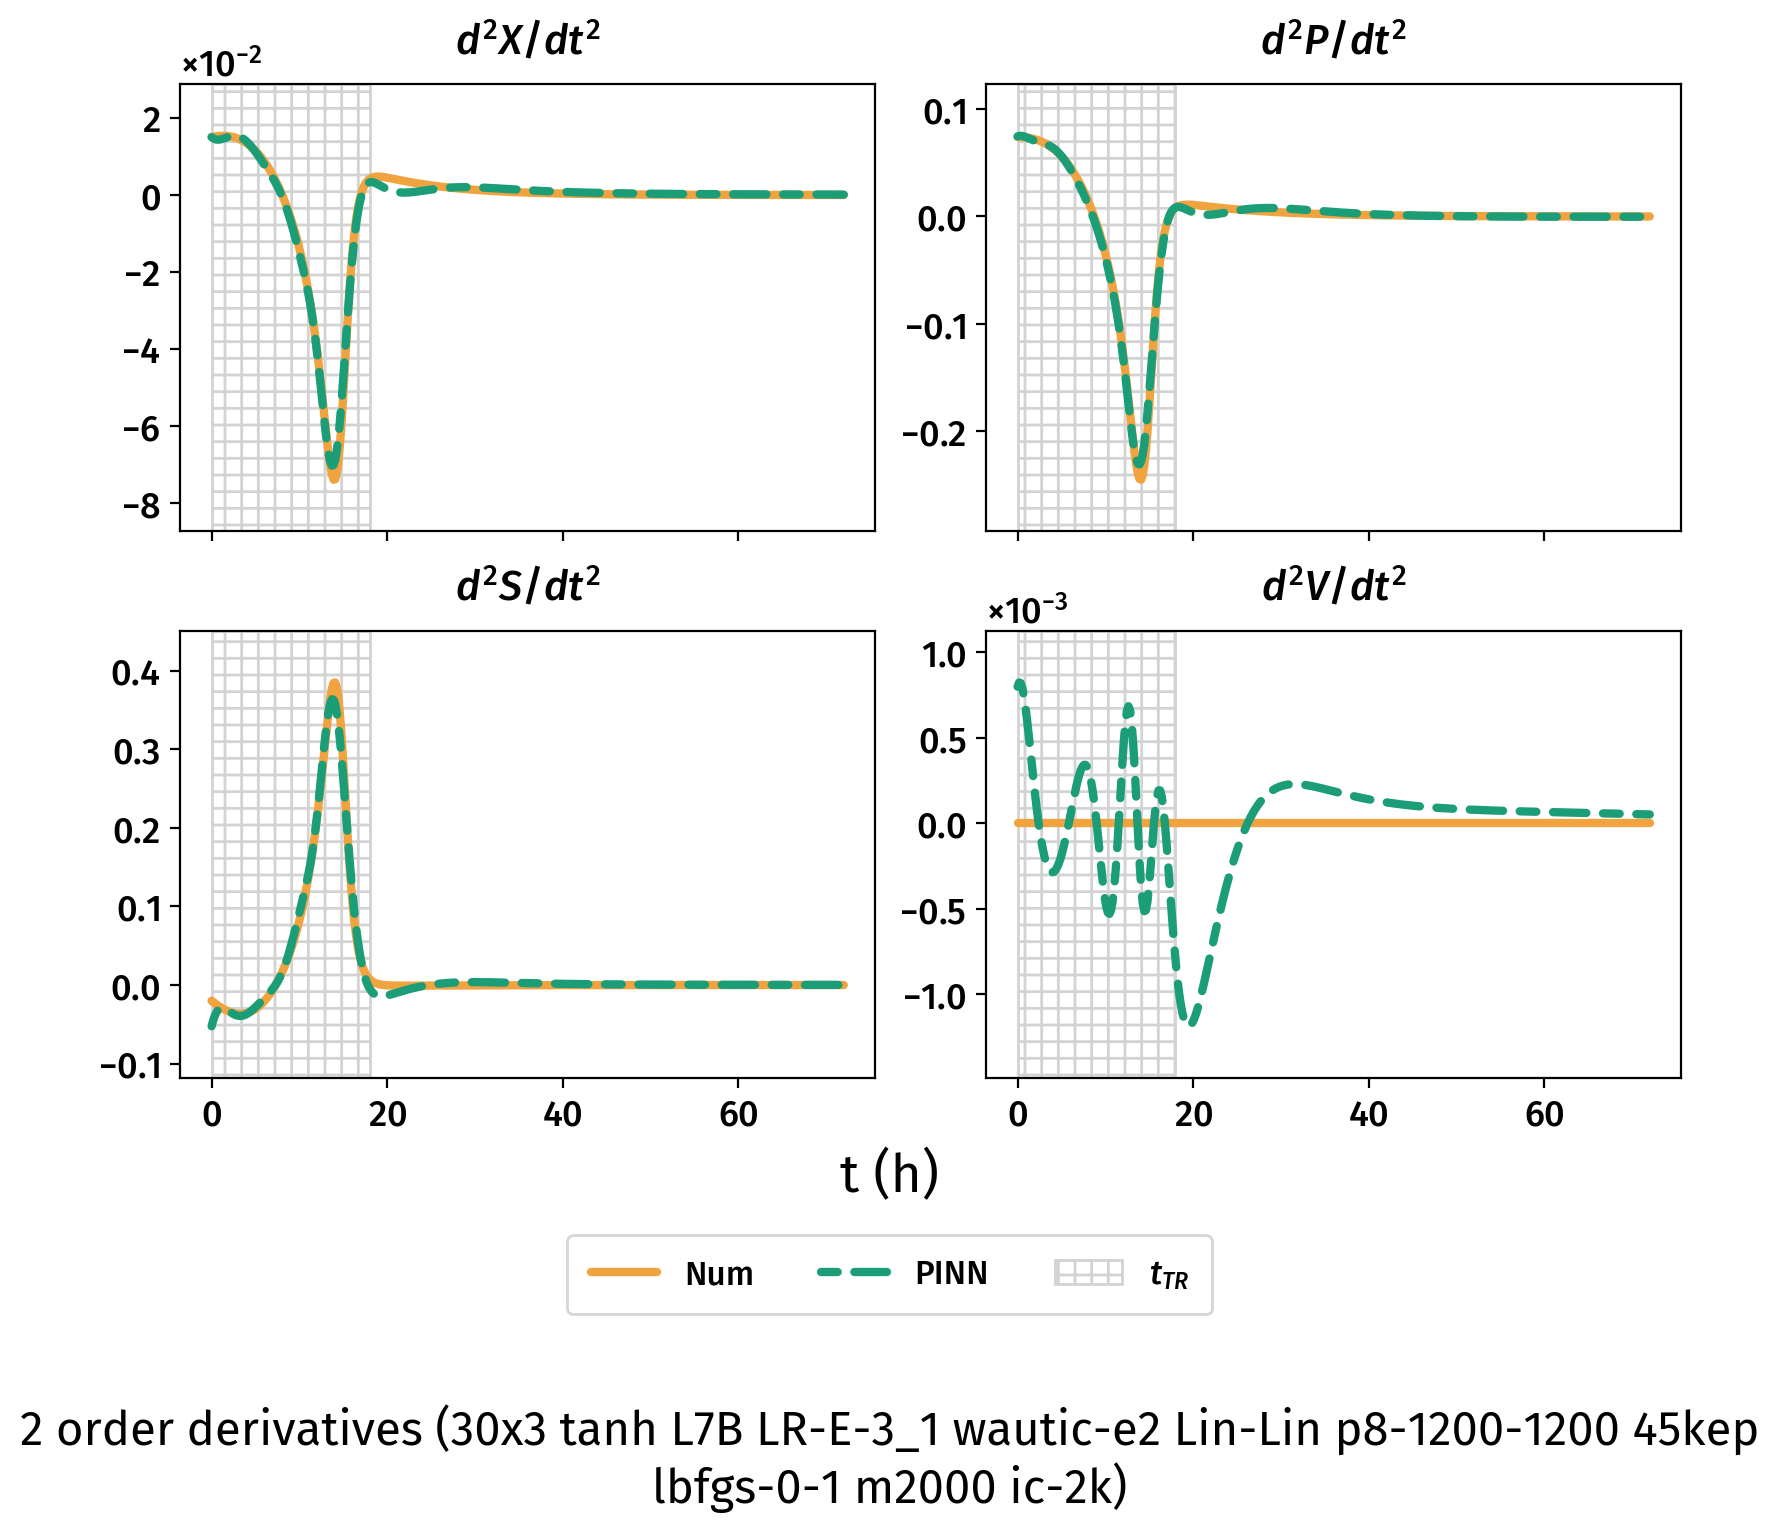 d²X/dt²
d²P/dt²
×10⁻²
2
0
−2
−4
−6
−8
0.1
0.0
−0.1
−0.2
d²S/dt²
d²V/dt²
×10⁻³
0.4
0.3
0.2
0.1
0.0
−0.1
1.0
0.5
0.0
−0.5
−1.0
0 20 40 60
0 20 40 60
t (h)
Num PINN t_TR
2 order derivatives (30x3 tanh L7B LR-E-3_1 wautic-e2 Lin-Lin p8-1200-1200 45kep
lbfgs-0-1 m2000 ic-2k)